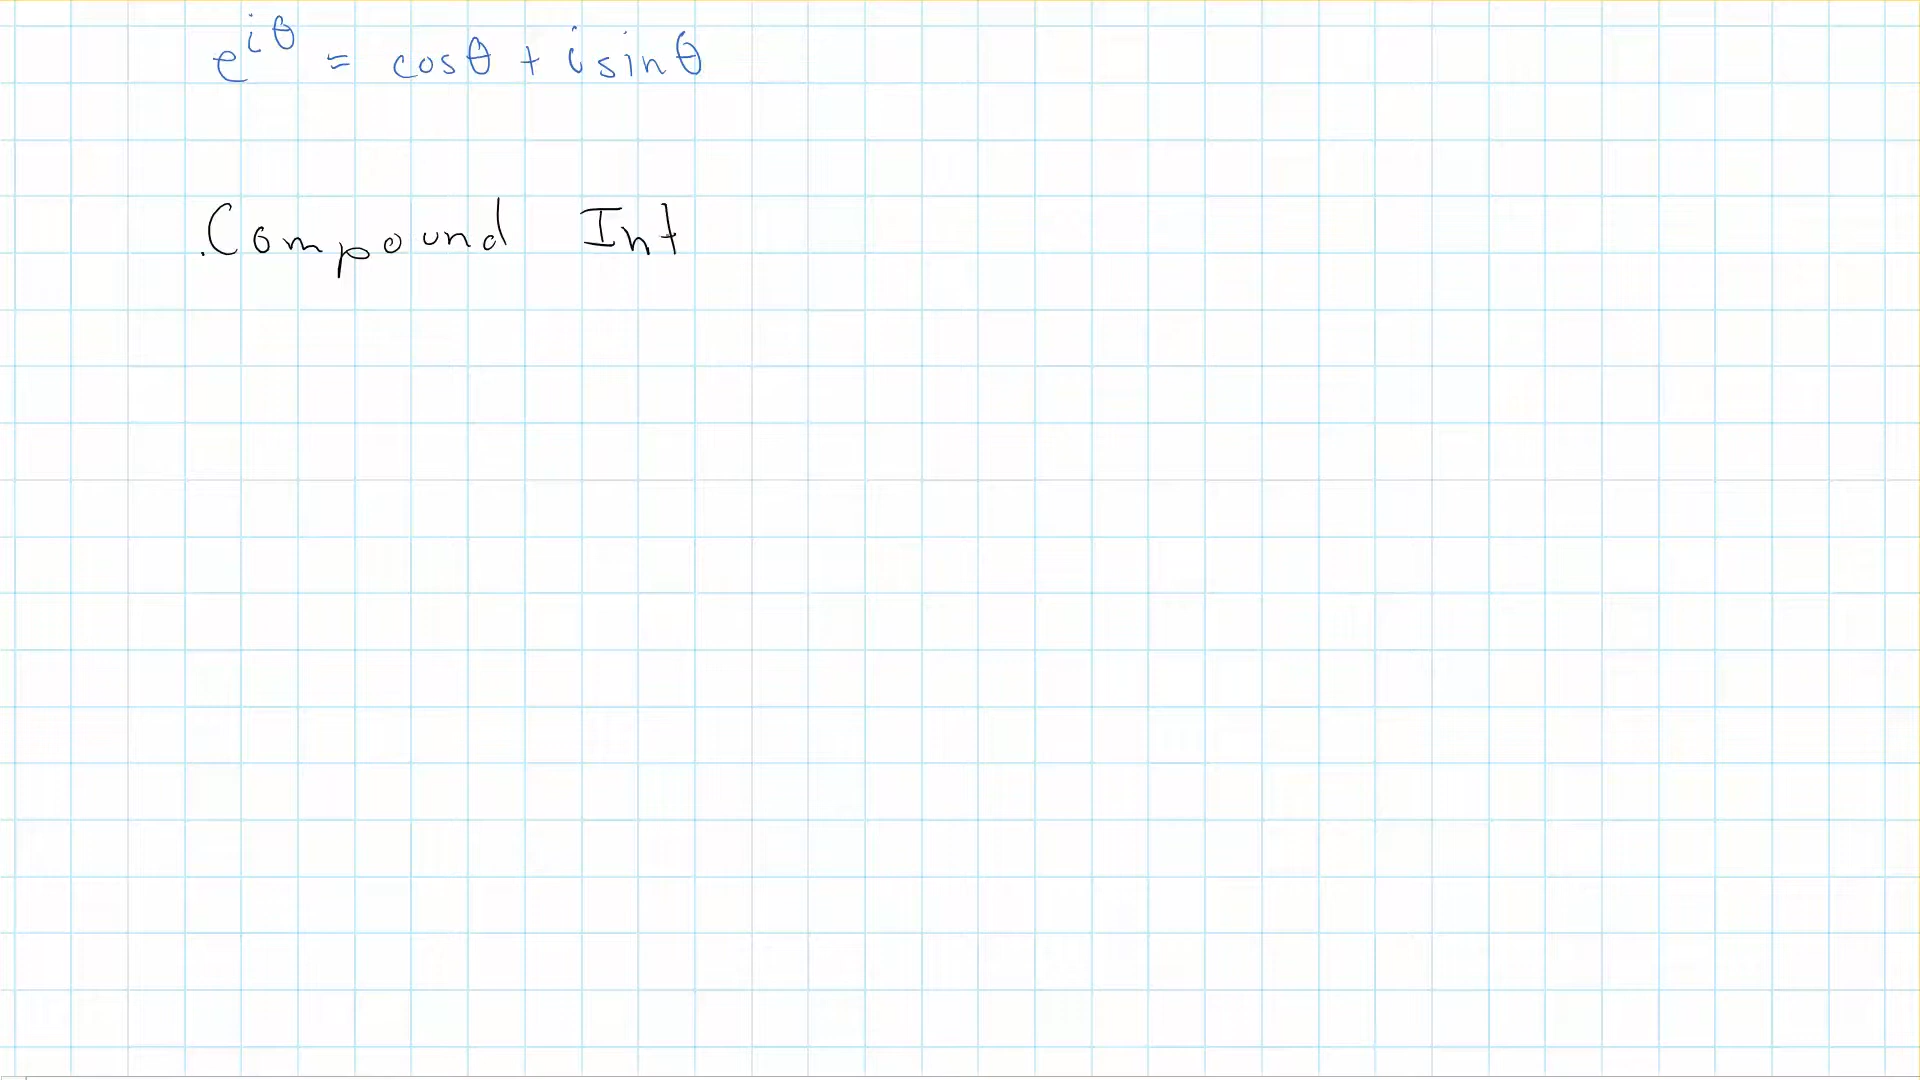 e^{iθ} = cosθ + i sinθ
.Compound Int